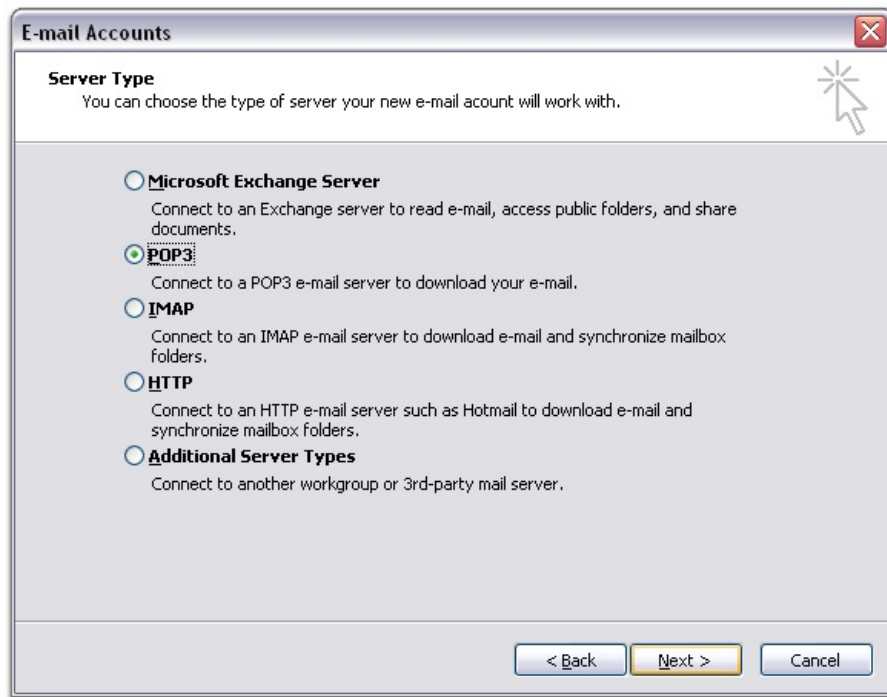 E-mail Accounts
Server Type
You can choose the type of server your new e-mail acount will work with.
Microsoft Exchange Server
Connect to an Exchange server to read e-mail, access public folders, and share
documents.
POP3
Connect to a POP3 e-mail server to download your e-mail.
IMAP
Connect to an IMAP e-mail server to download e-mail and synchronize mailbox
folders.
HTTP
Connect to an HTTP e-mail server such as Hotmail to download e-mail and
synchronize mailbox folders.
Additional Server Types
Connect to another workgroup or 3rd-party mail server.
< Back Next > Cancel